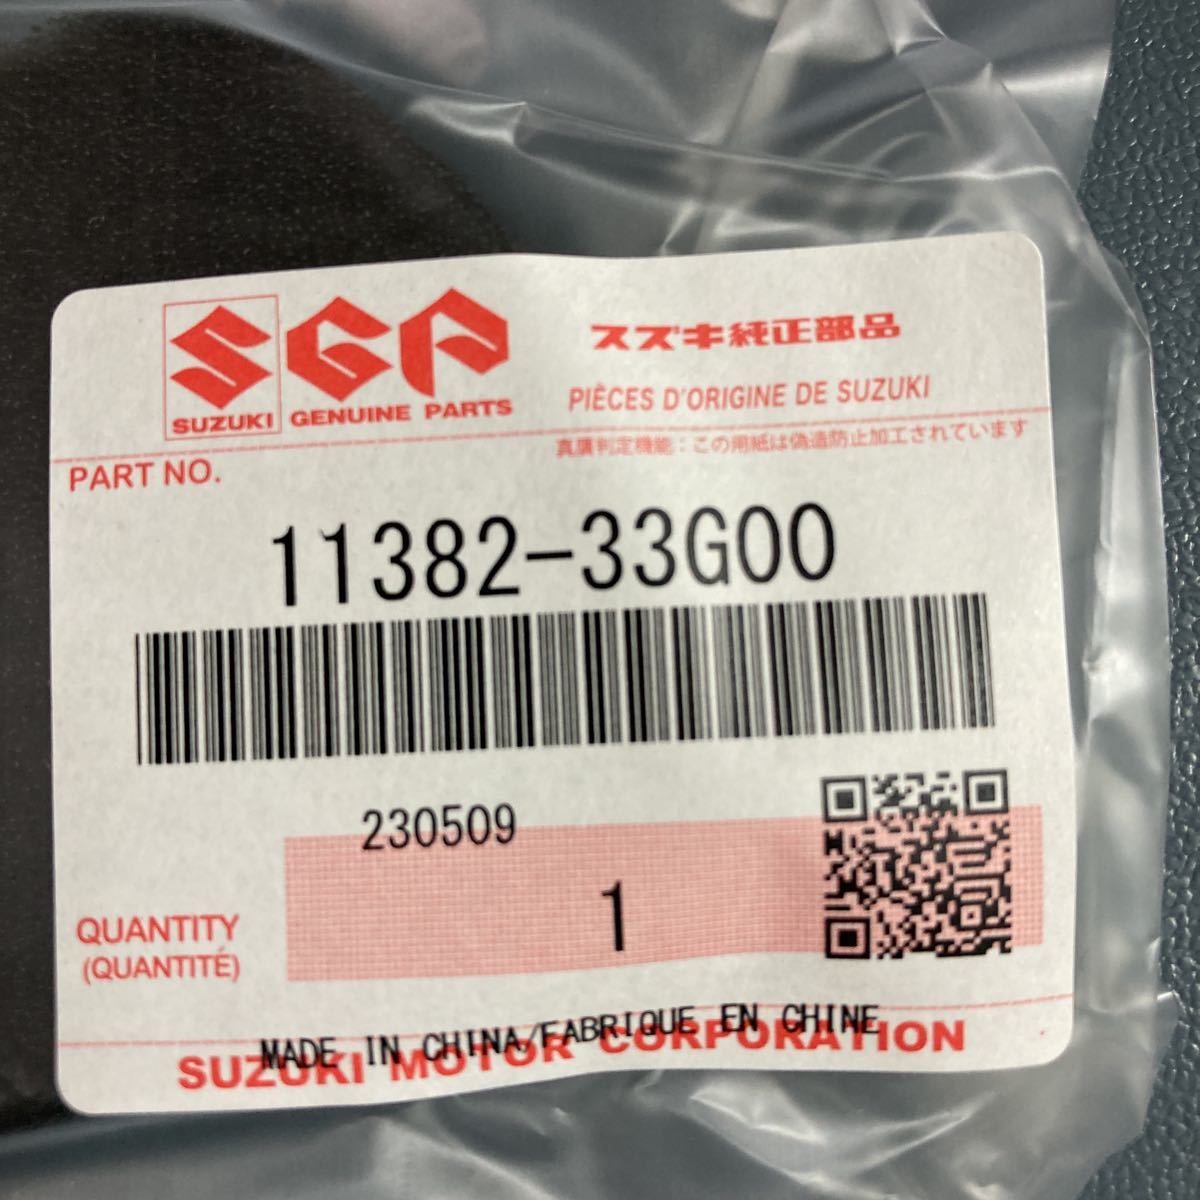 SGP
SUZUKI GENUINE PARTS
スズキ純正部品
PIÈCES D'ORIGINE DE SUZUKI
真贋判定機能：この用紙は偽造防止加工されています
PART NO.
11382-33G00
230509
1
QUANTITY
(QUANTITÉ)
MADE IN CHINA/FABRIQUE EN CHINE
SUZUKI MOTOR CORPORATION